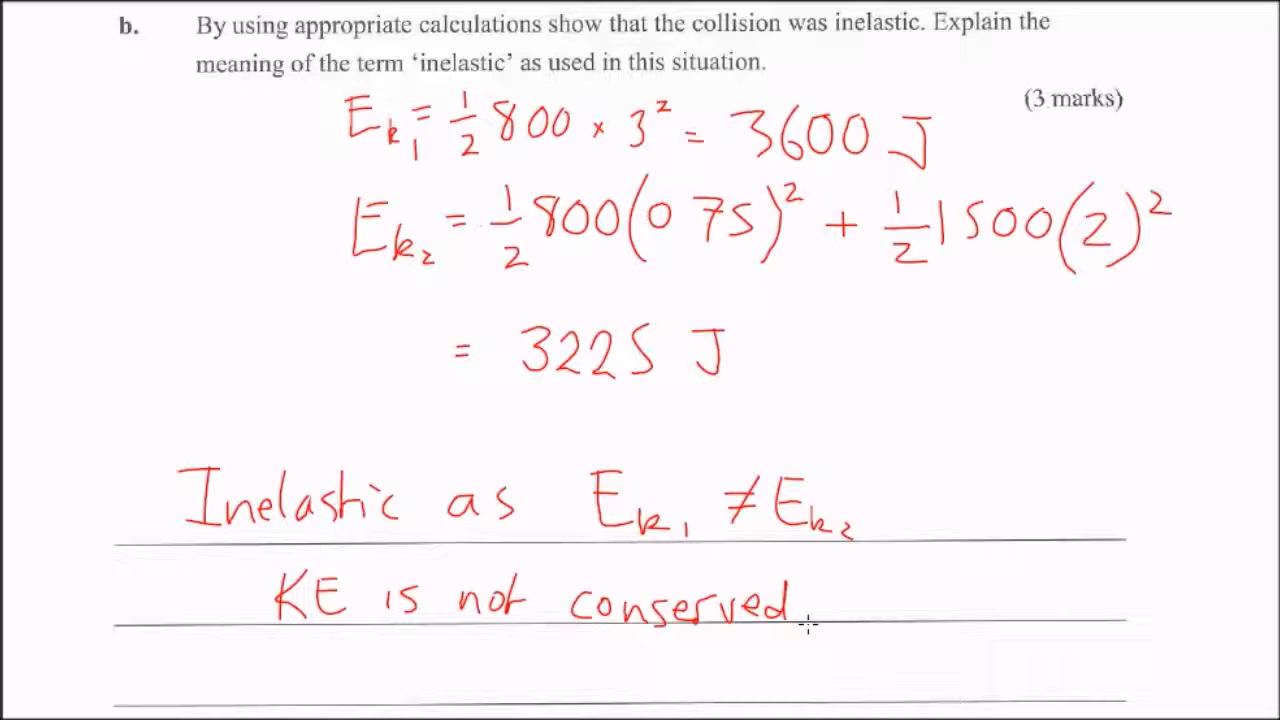 b. By using appropriate calculations show that the collision was inelastic. Explain the
meaning of the term ‘inelastic’ as used in this situation.
(3 marks)
Ek₁ = 1/2 800 × 3² = 3600 J
Ek₂ = 1/2 800(0 75)² + 1/2 1500(2)²
= 3225 J
Inelastic as Ek₁ ≠ Ek₂
KE is not conserved